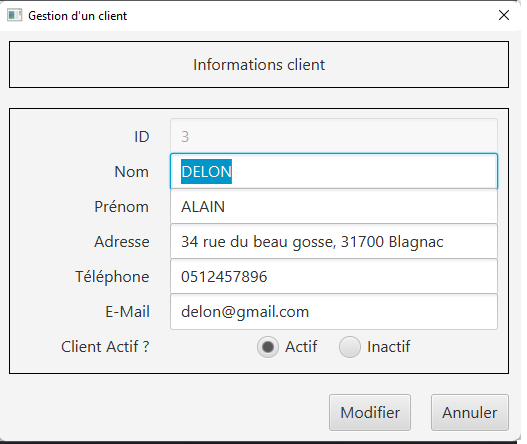 Gestion d'un client
Informations client
ID 3
Nom DELON
Prénom ALAIN
Adresse 34 rue du beau gosse, 31700 Blagnac
Téléphone 0512457896
E-Mail delon@gmail.com
Client Actif ? Actif Inactif
Modifier Annuler